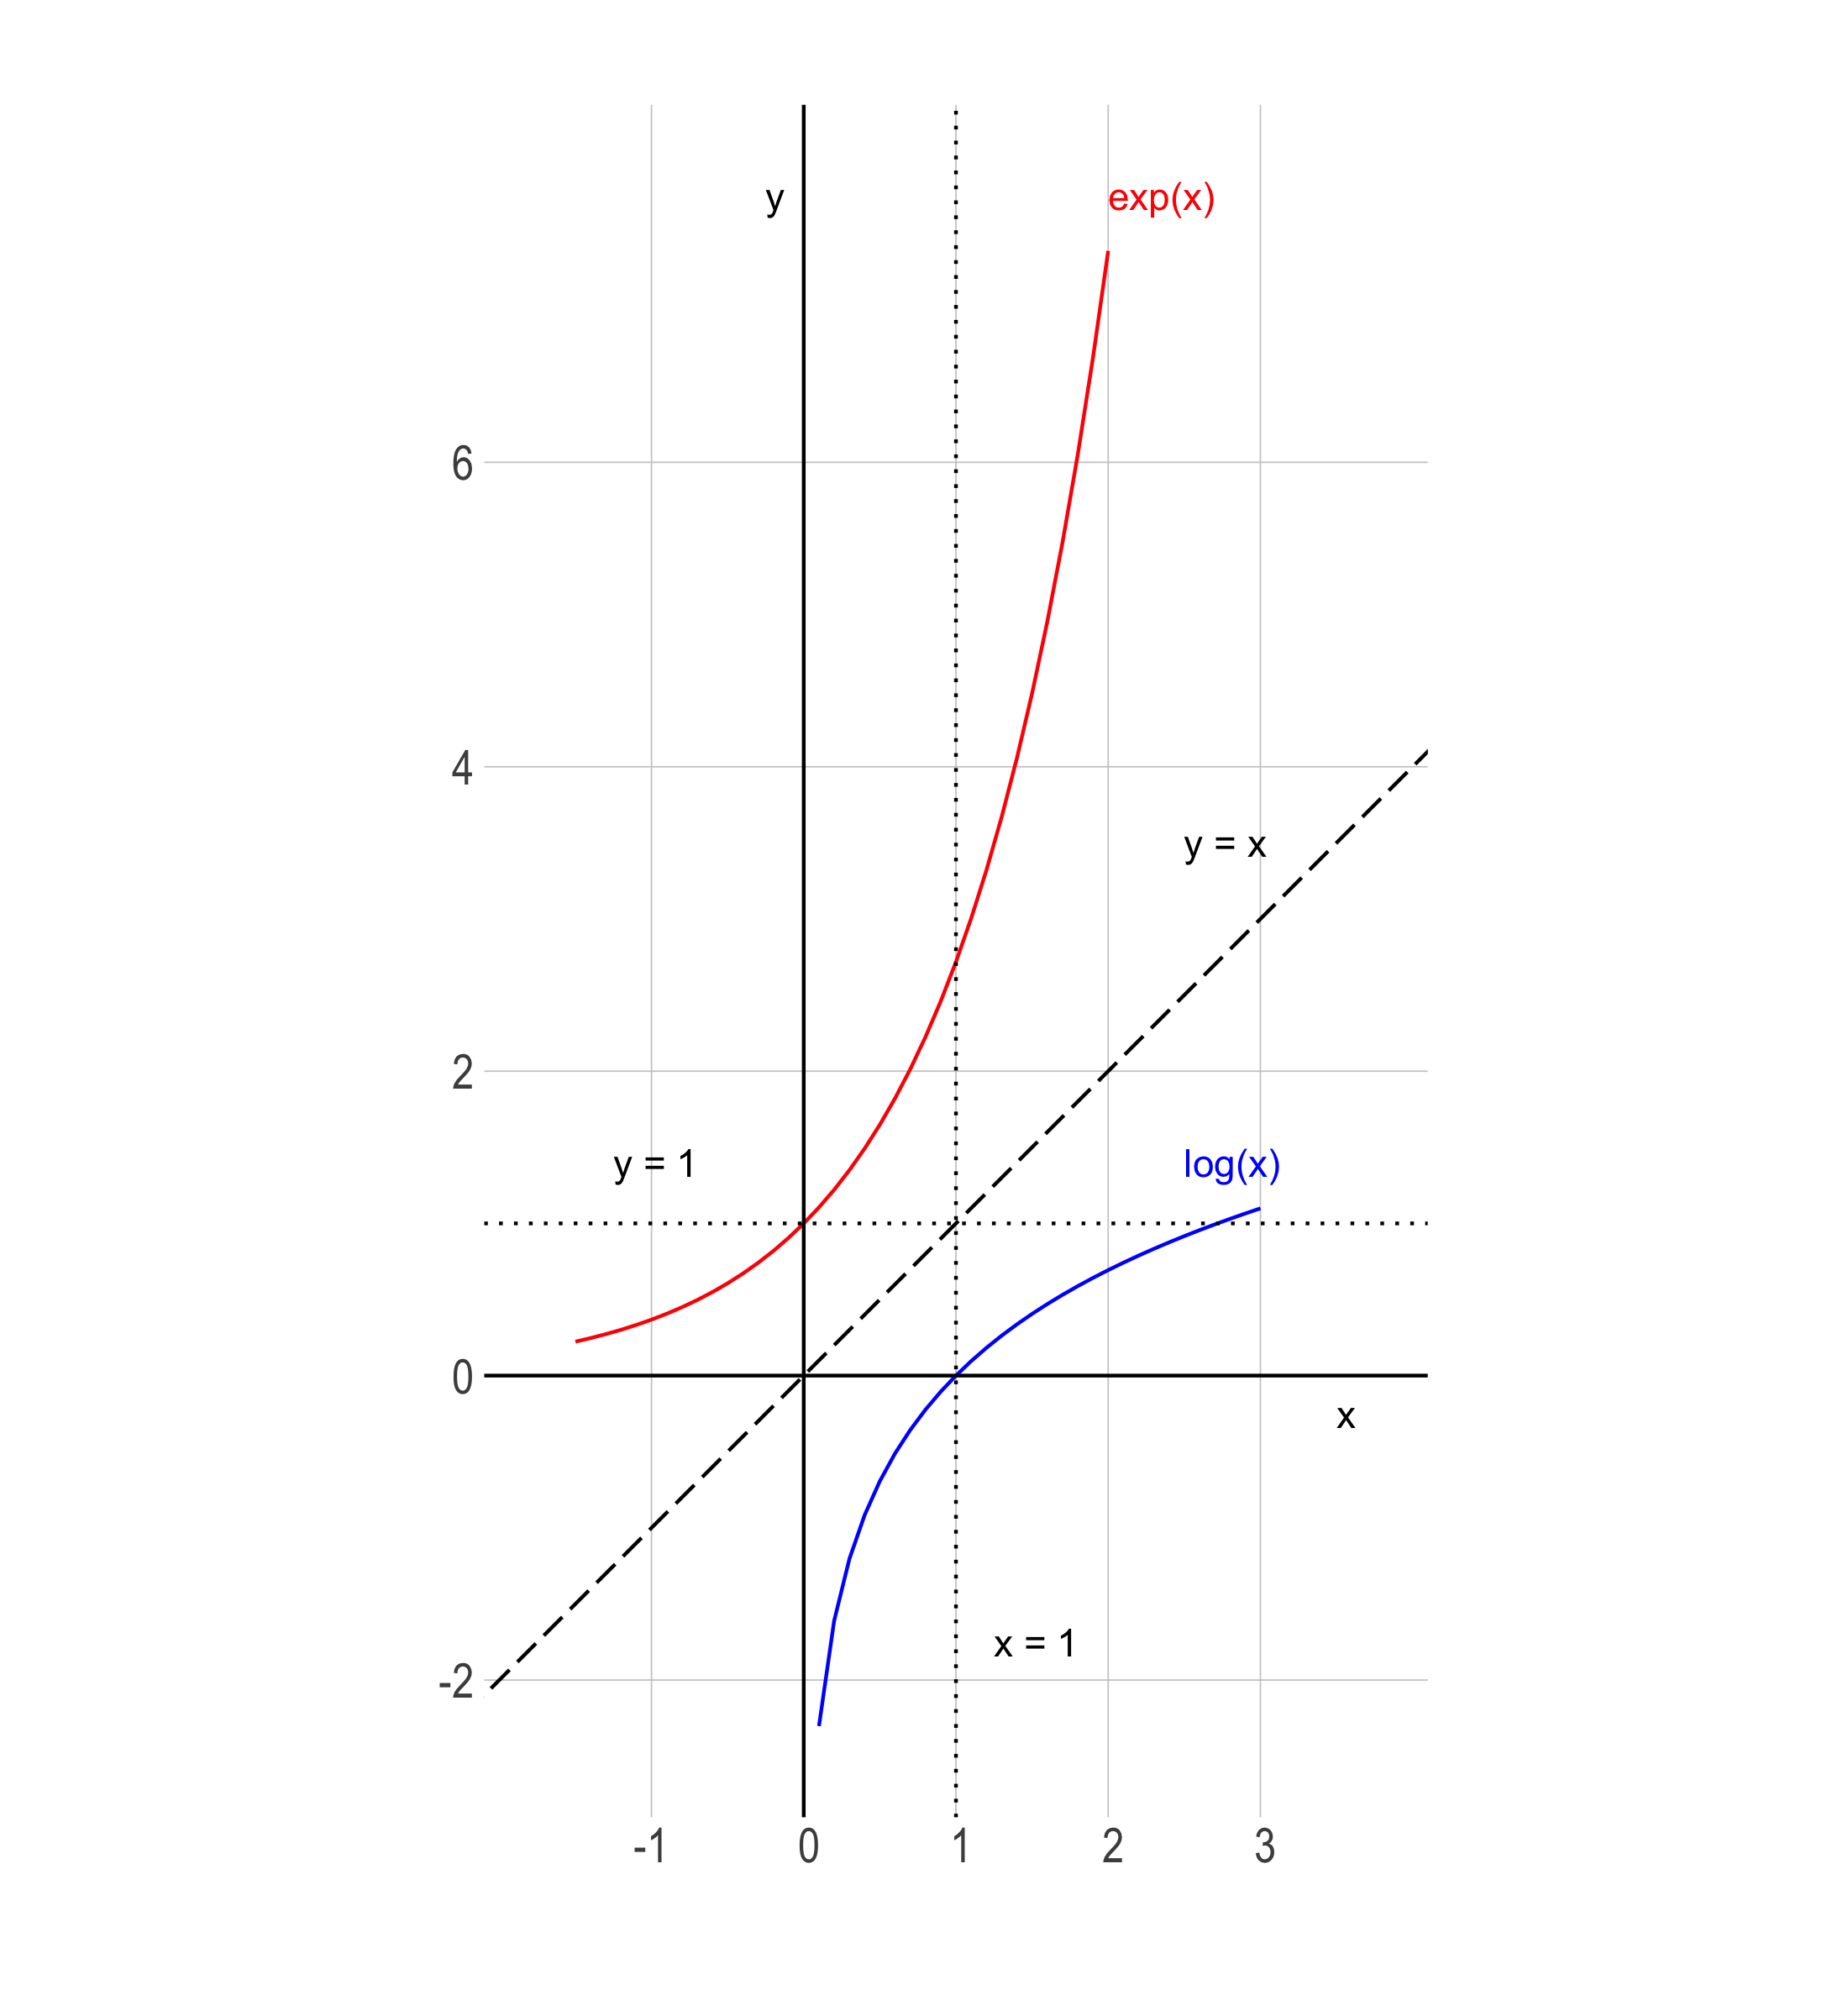 y
exp(x)
6
4
y = x
2
y = 1
log(x)
0
x
x = 1
-2
-1 0 1 2 3